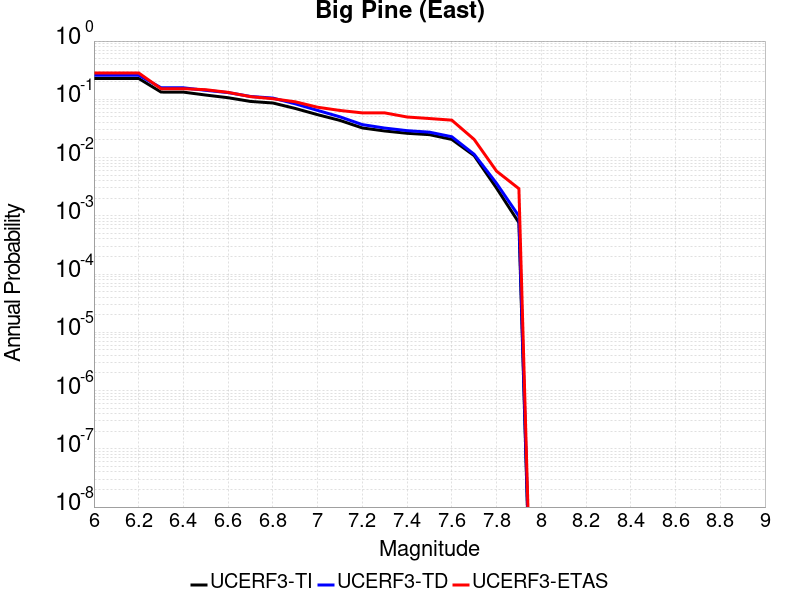 Big Pine (East)
Annual Probability
10^0
10^-1
10^-2
10^-3
10^-4
10^-5
10^-6
10^-7
10^-8
6 6.2 6.4 6.6 6.8 7 7.2 7.4 7.6 7.8 8 8.2 8.4 8.6 8.8 9
Magnitude
UCERF3-TI UCERF3-TD UCERF3-ETAS